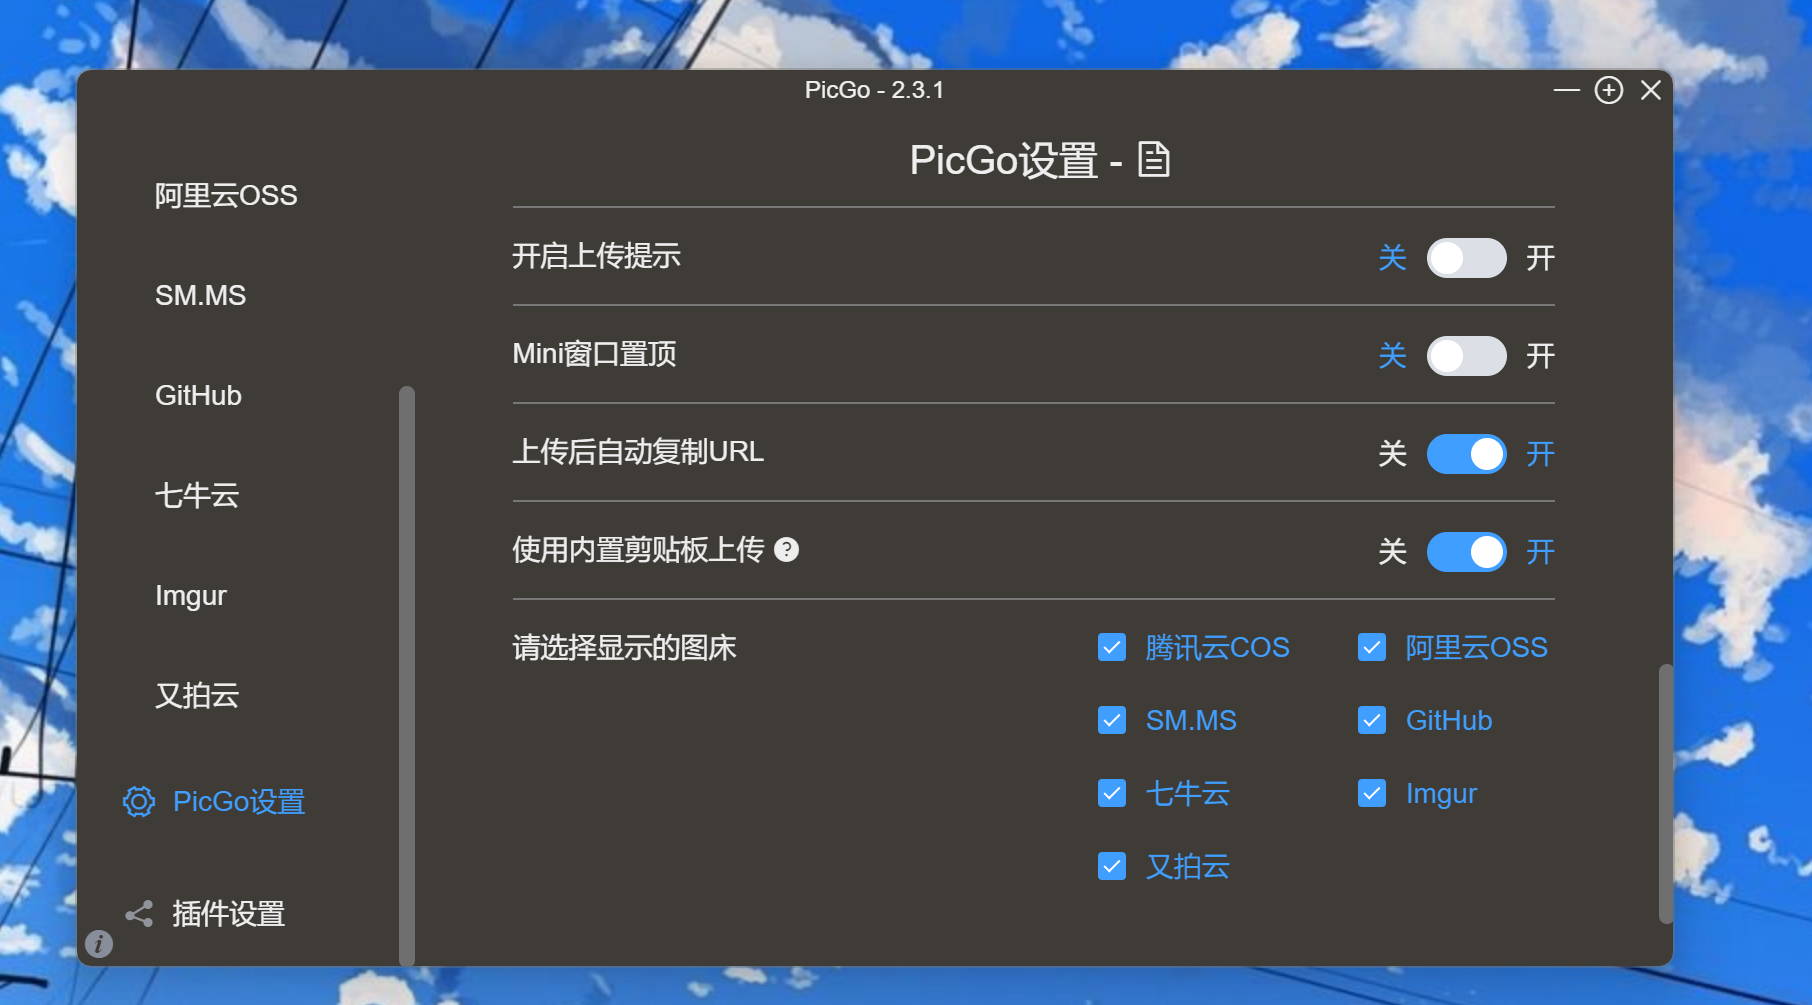 PicGo - 2.3.1
阿里云OSS
SM.MS
GitHub
七牛云
Imgur
又拍云
PicGo设置
插件设置
PicGo设置 -
开启上传提示 关 开
Mini窗口置顶 关 开
上传后自动复制URL 关 开
使用内置剪贴板上传 ? 关 开
请选择显示的图床 腾讯云COS 阿里云OSS
SM.MS GitHub
七牛云 Imgur
又拍云